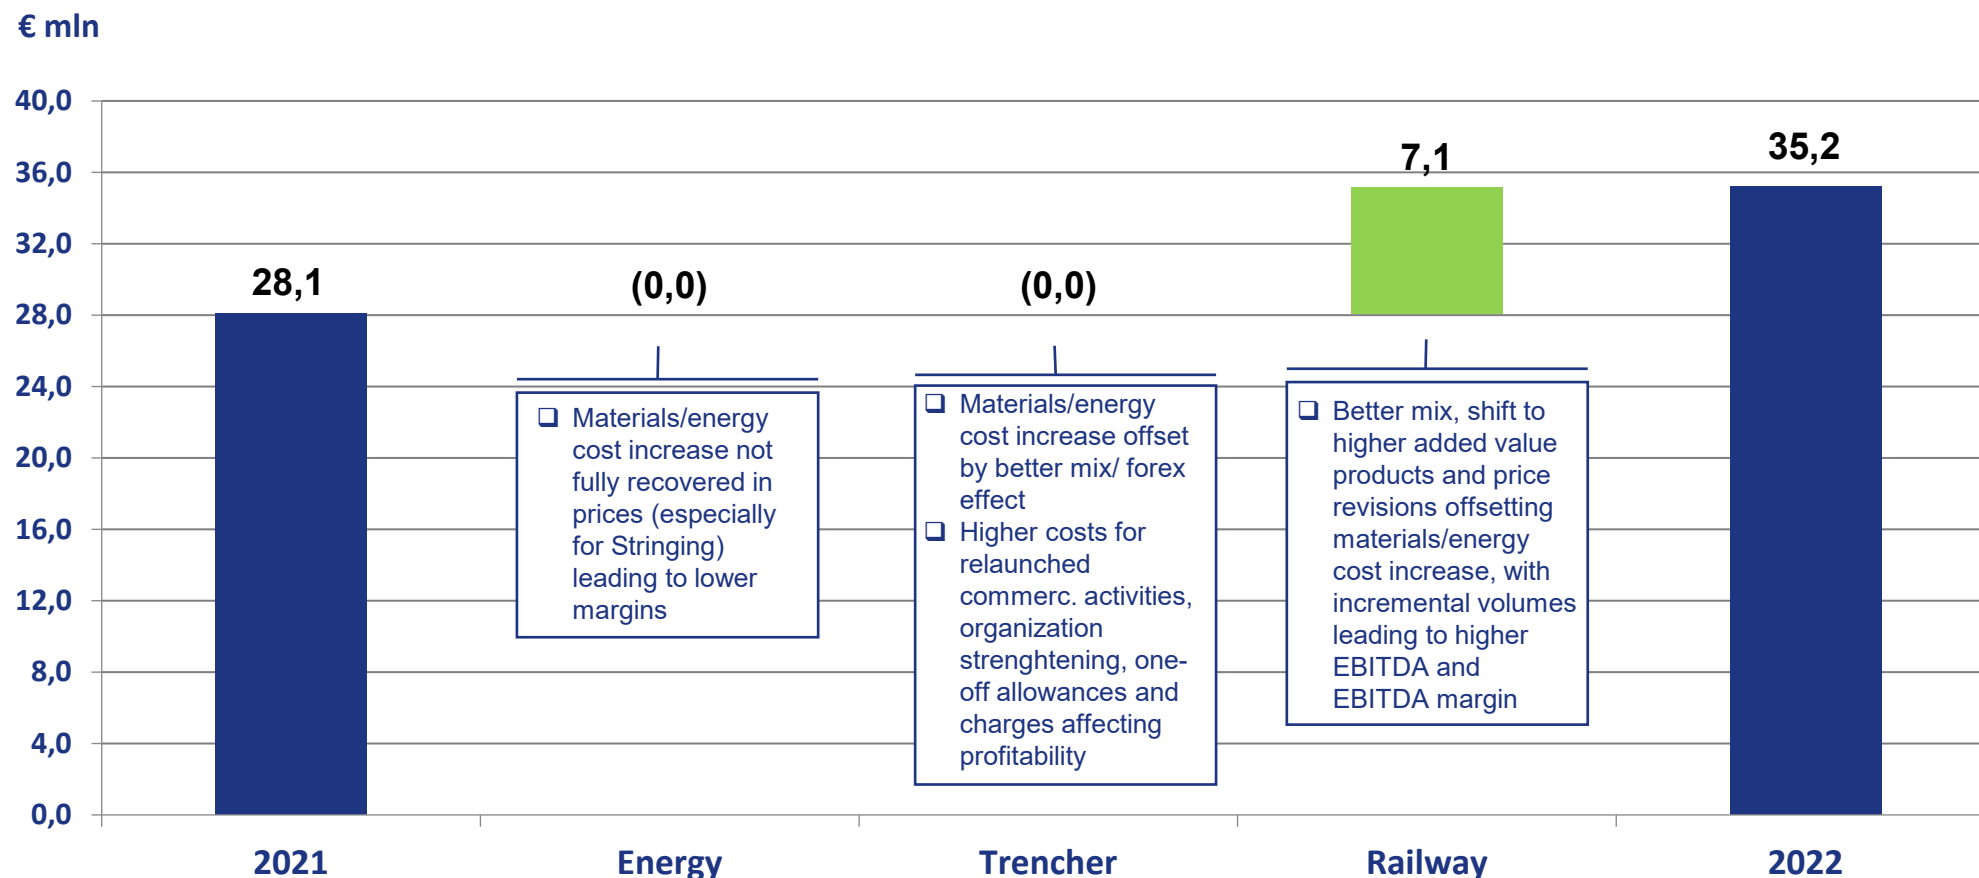 € mln
40,0
36,0
32,0
28,0
24,0
20,0
16,0
12,0
8,0
4,0
0,0
28,1
(0,0)
(0,0)
7,1
35,2
❑ Materials/energy
cost increase not
fully recovered in
prices (especially
for Stringing)
leading to lower
margins
❑ Materials/energy
cost increase offset
by better mix/ forex
effect
❑ Higher costs for
relaunched
commerc. activities,
organization
strenghtening, one-
off allowances and
charges affecting
profitability
❑ Better mix, shift to
higher added value
products and price
revisions offsetting
materials/energy
cost increase, with
incremental volumes
leading to higher
EBITDA and
EBITDA margin
2021
Energy
Trencher
Railway
2022